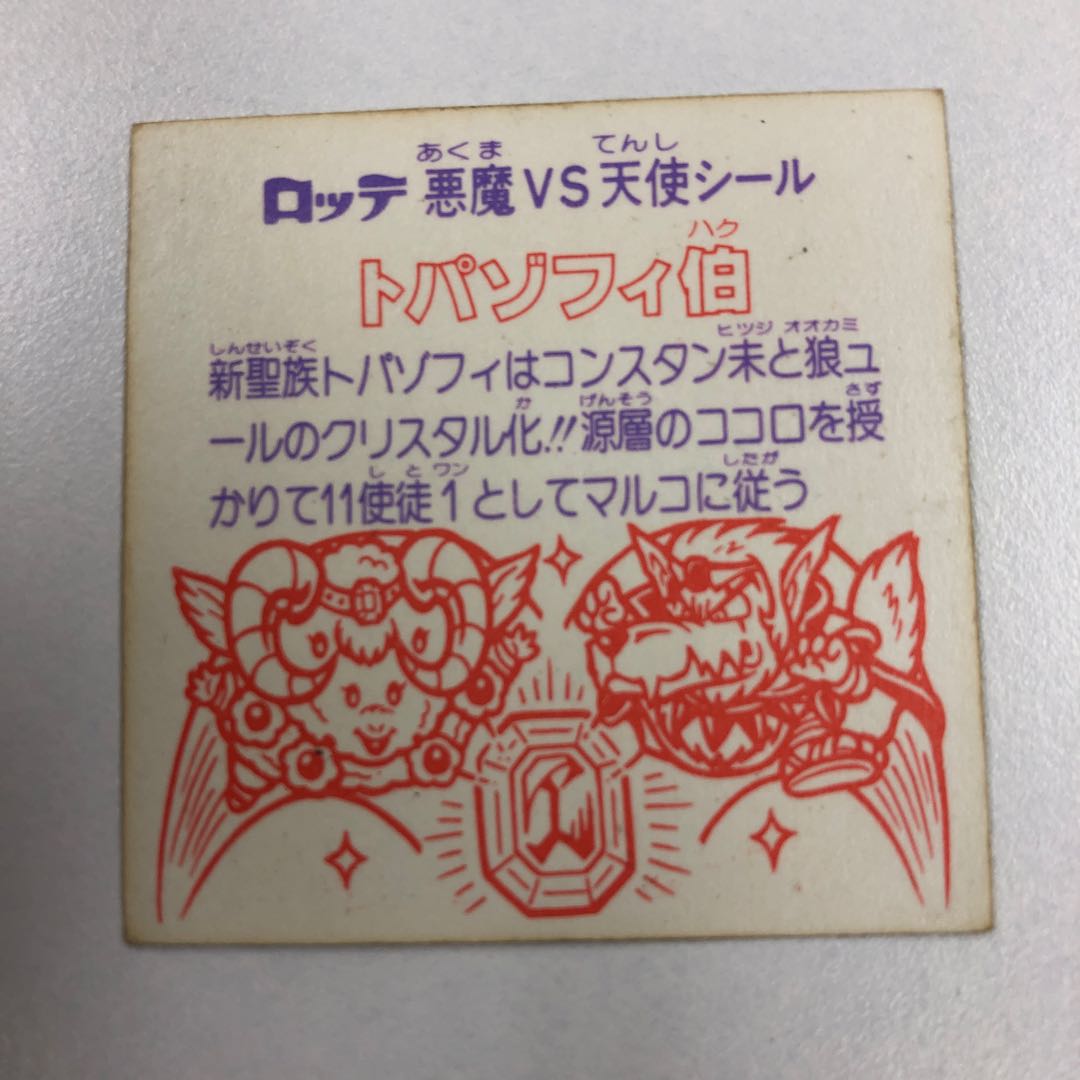 あくま てんし
ロッテ 悪魔VS天使シール
ハク
トパゾフィ伯
しんせいぞく ヒツジ オオカミ
新聖族トパゾフィはコンスタン未と狼ユ
か げんそう さず
ールのクリスタル化!!源層のココロを授
しと ワン したが
かりて11使徒1としてマルコに従う